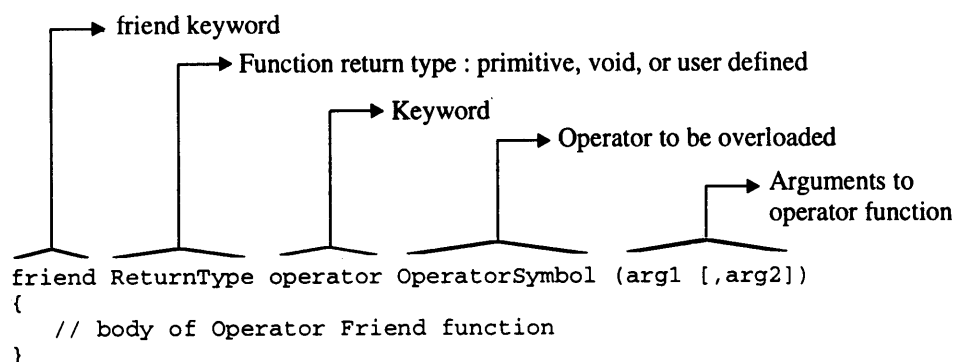 friend keyword
Function return type : primitive, void, or user defined
Keyword
Operator to be overloaded
Arguments to
operator function
friend ReturnType operator OperatorSymbol (arg1 [,arg2])
{
// body of Operator Friend function
}